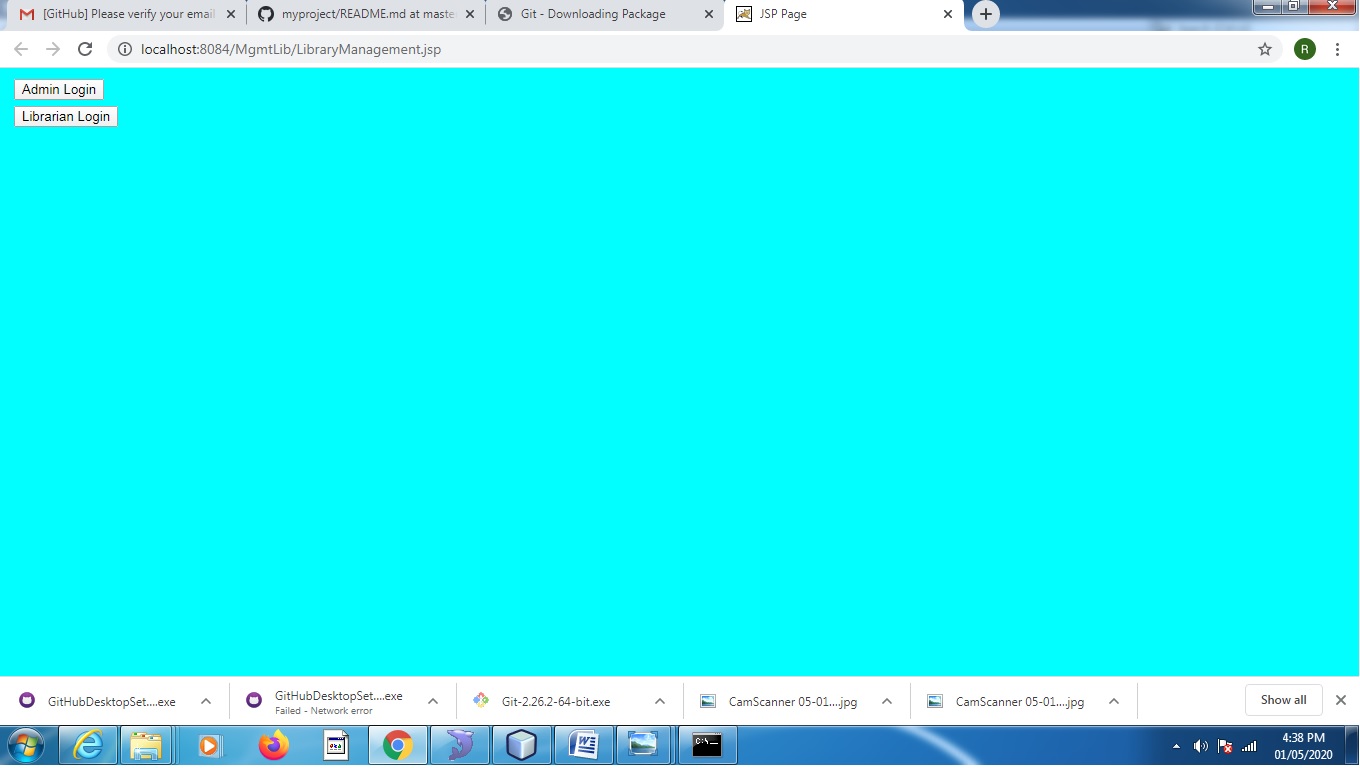 [GitHub] Please verify your email
myproject/README.md at maste
Git - Downloading Package
JSP Page
localhost:8084/MgmtLib/LibraryManagement.jsp
R
Admin Login
Librarian Login
GitHubDesktopSet....exe
GitHubDesktopSet....exe
Failed - Network error
Git-2.26.2-64-bit.exe
CamScanner 05-01....jpg
CamScanner 05-01....jpg
Show all
C:\_
4:38 PM
01/05/2020